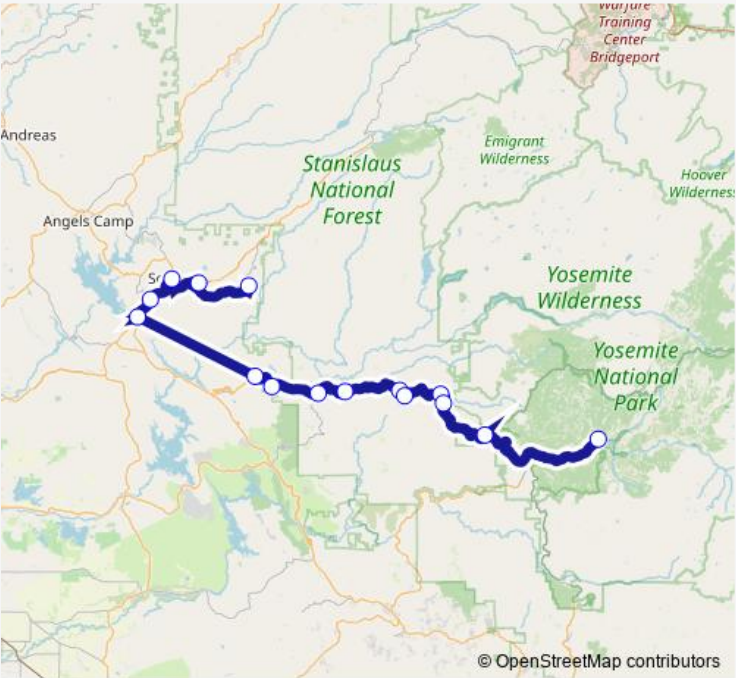 Warfare
Training
Center
Bridgeport
Andreas
Emigrant
Wilderness
Stanislaus
National
Forest
Hoover
Wilderness
Angels Camp
Yosemite
Wilderness
Yosemite
National
Park
© OpenStreetMap contributors